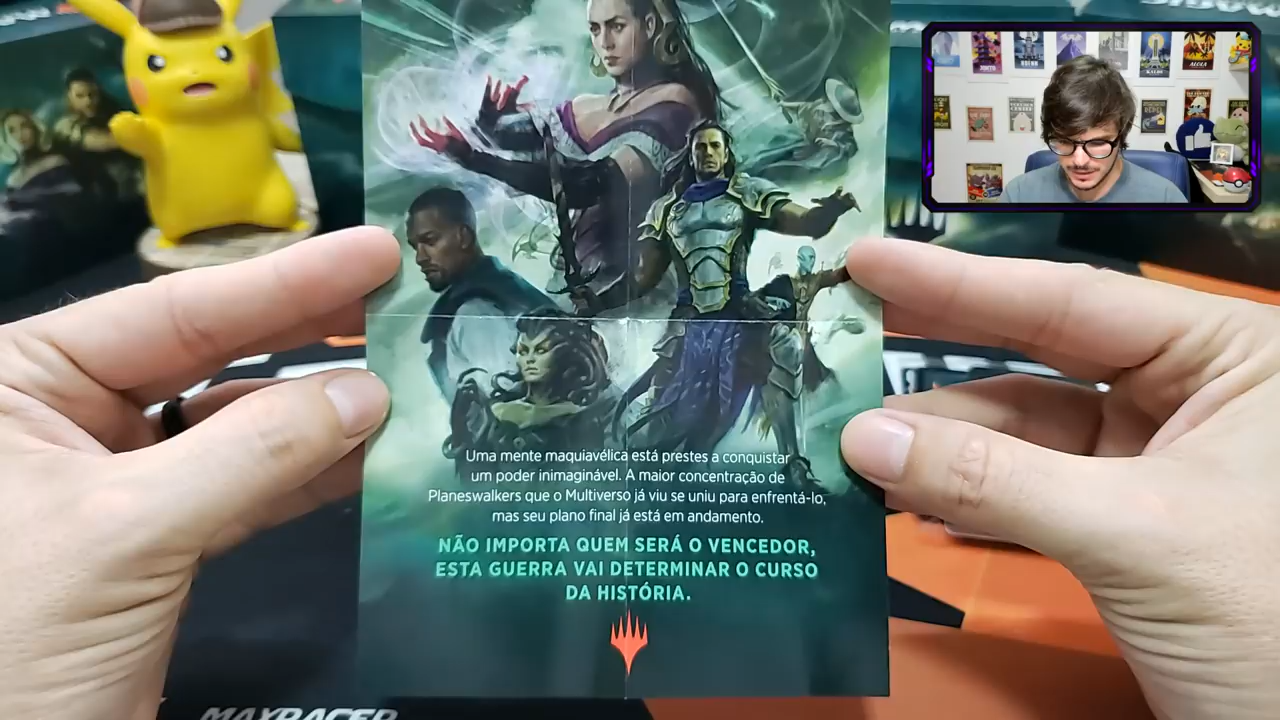 Uma mente maquiavélica está prestes a conquistar
um poder inimaginável. A maior concentração de
Planeswalkers que o Multiverso já viu se uniu para enfrentá-lo,
mas seu plano final já está em andamento.
NÃO IMPORTA QUEM SERÁ O VENCEDOR,
ESTA GUERRA VAI DETERMINAR O CURSO
DA HISTÓRIA.
MAXRACER